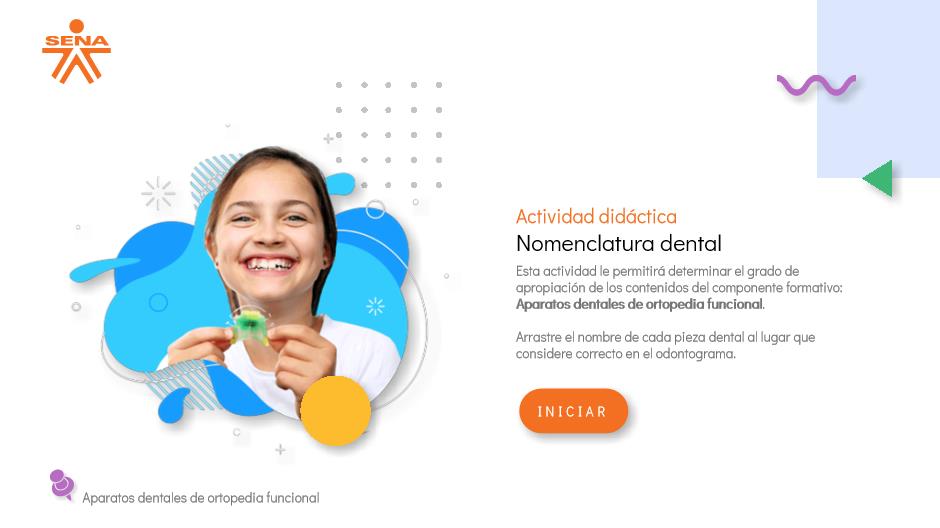 SENA
Actividad didáctica
Nomenclatura dental
Esta actividad le permitirá determinar el grado de
apropiación de los contenidos del componente formativo:
Aparatos dentales de ortopedia funcional.
Arrastre el nombre de cada pieza dental al lugar que
considere correcto en el odontograma.
INICIAR
Aparatos dentales de ortopedia funcional